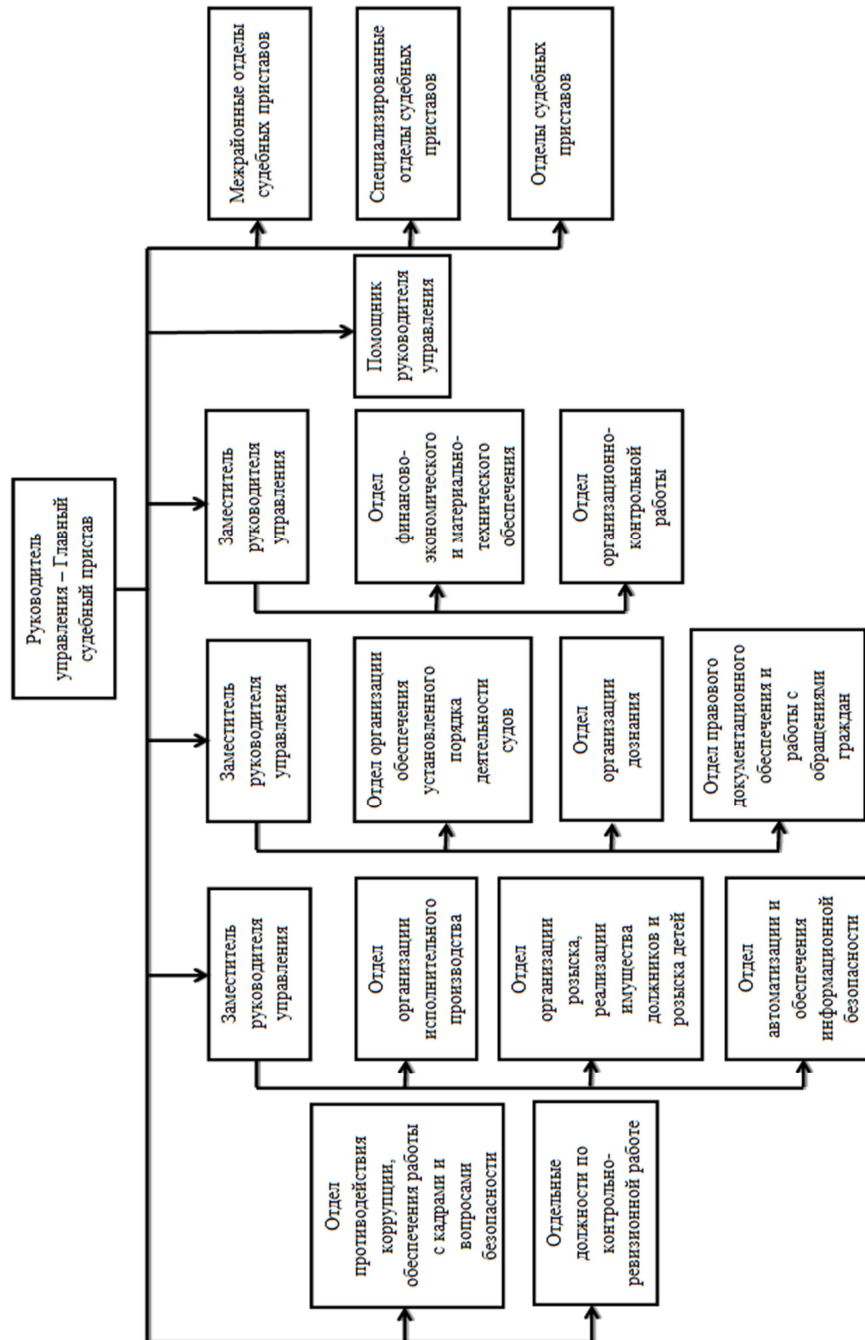 Руководитель
управления – Главный
судебный пристав
Отдел
противодействия
коррупции,
обеспечения работы
с кадрами и
вопросами
безопасности
Отдельные
должности по
контрольно-
ревизионной работе
Заместитель
руководителя
управления
Отдел
организации
исполнительного
производства
Отдел
организации
розыска,
реализации
имущества
должников и
розыска детей
Отдел
автоматизации и
обеспечения
информационной
безопасности
Заместитель
руководителя
управления
Отдел организации
обеспечения
установленного
порядка
деятельности
судов
Отдел
организации
дознания
Отдел правового
документационного
обеспечения и
работы с
обращениями
граждан
Заместитель
руководителя
управления
Отдел
финансово-
экономического
и материально-
технического
обеспечения
Отдел
организационно-
контрольной
работы
Помощник
руководителя
управления
Межрайонные отделы
судебных приставов
Специализированные
отделы судебных
приставов
Отделы судебных
приставов